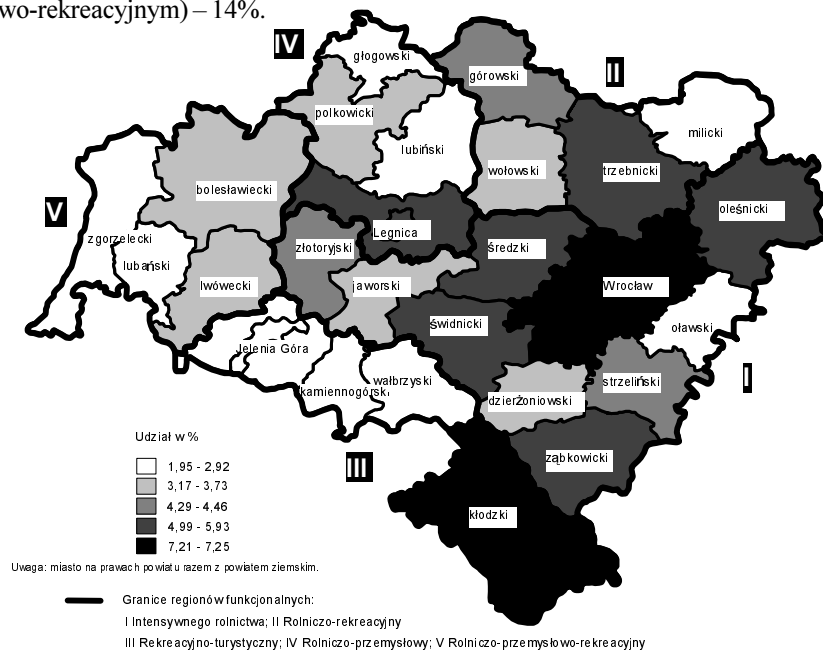 wo-rekreacyjnym) – 14%.
IV
głogowski
górowski
II
polkowicki
milicki
lubiński
wołowski
trzebnicki
bolesławiecki
V
oleśnicki
zgorzelecki
Legnica
złotoryjski
średzki
lubański
lwówecki
jaworski
Wrocław
świdnicki
oławski
Jelenia Góra
I
wałbrzyski
strzeliński
kamiennogórski
dzierżoniowski
Udział w %
III
ząbkowicki
1,95 - 2,92
3,17 - 3,73
4,29 - 4,46
kłodzki
4,99 - 5,93
7,21 - 7,25
Uwaga: miasto na prawach powiatu razem z powiatem ziemskim.
Granice regionów funkcjonalnych:
I Intensywnego rolnictwa; II Rolniczo-rekreacyjny
III Rekreacyjno-turystyczny; IV Rolniczo-przemysłowy; V Rolniczo-przemysłowo-rekreacyjny